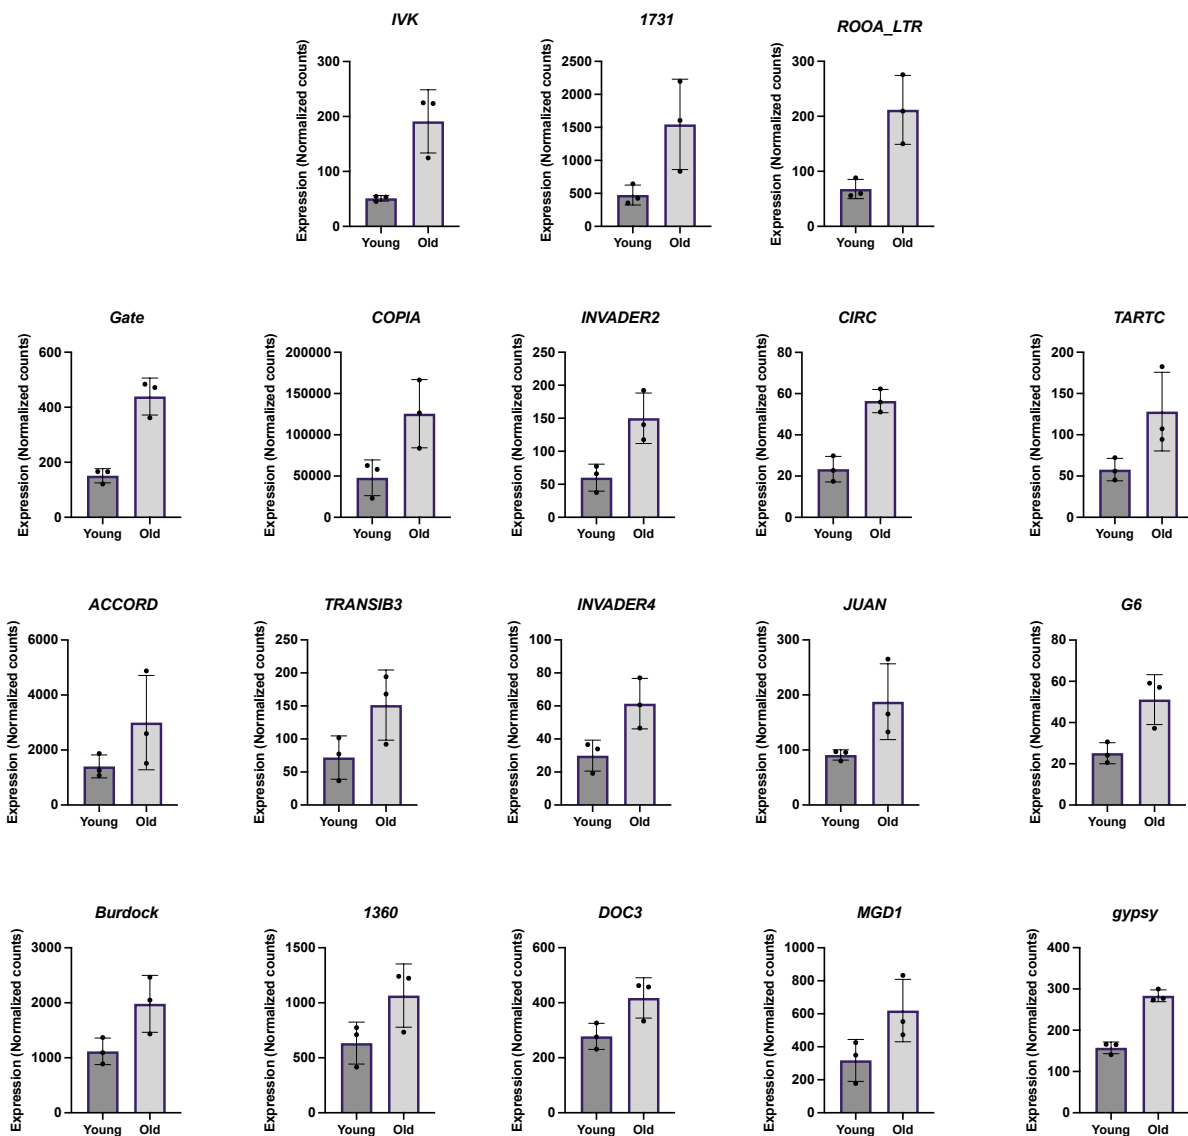 IVK
1731
ROOA_LTR
Expression (Normalized counts)
300
200
100
0
Young Old
Expression (Normalized counts)
2500
2000
1500
1000
500
0
Young Old
Expression (Normalized counts)
300
200
100
0
Young Old
Gate
COPIA
INVADER2
CIRC
TARTC
Expression (Normalized counts)
600
400
200
0
Young Old
Expression (Normalized counts)
200000
150000
100000
50000
0
Young Old
Expression (Normalized counts)
250
200
150
100
50
0
Young Old
Expression (Normalized counts)
80
60
40
20
0
Young Old
Expression (Normalized counts)
200
150
100
50
0
Young Old
ACCORD
TRANSIB3
INVADER4
JUAN
G6
Expression (Normalized counts)
6000
4000
2000
0
Young Old
Expression (Normalized counts)
250
200
150
100
50
0
Young Old
Expression (Normalized counts)
100
80
60
40
20
0
Young Old
Expression (Normalized counts)
300
200
100
0
Young Old
Expression (Normalized counts)
80
60
40
20
0
Young Old
Burdock
1360
DOC3
MGD1
gypsy
Expression (Normalized counts)
3000
2000
1000
0
Young Old
Expression (Normalized counts)
1500
1000
500
0
Young Old
Expression (Normalized counts)
600
400
200
0
Young Old
Expression (Normalized counts)
1000
800
600
400
200
0
Young Old
Expression (Normalized counts)
400
300
200
100
0
Young Old